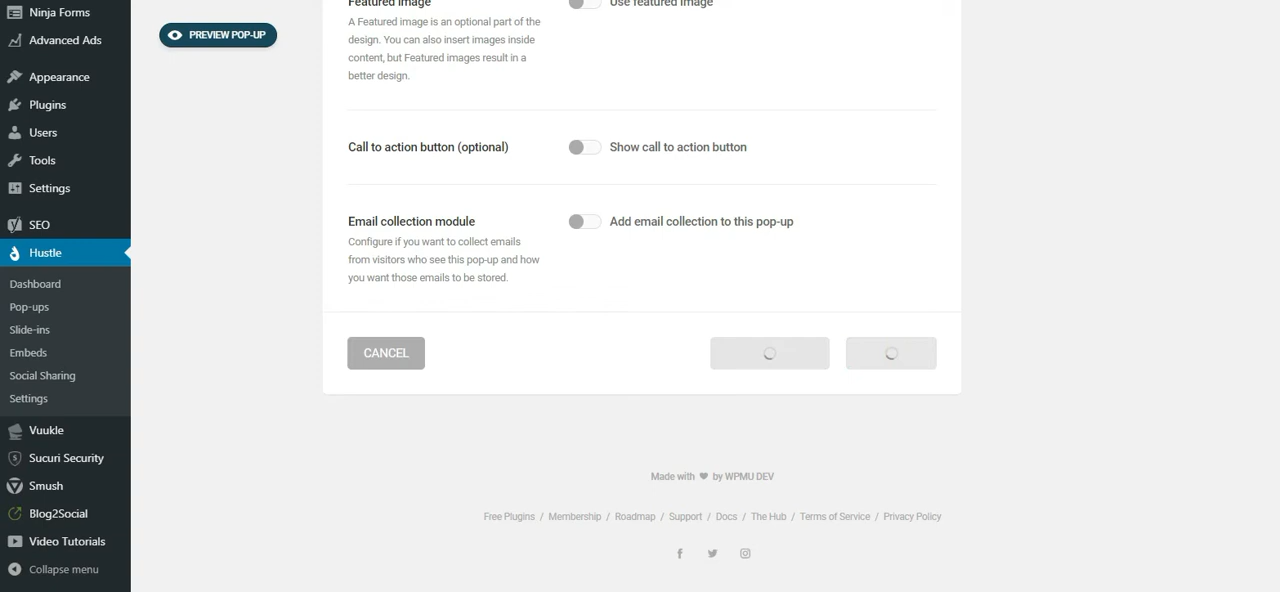 Ninja Forms
Advanced Ads
Appearance
Plugins
Users
Tools
Settings
SEO
Hustle
Dashboard
Pop-ups
Slide-ins
Embeds
Social Sharing
Settings
Vuukle
Sucuri Security
Smush
Blog2Social
Video Tutorials
Collapse menu
PREVIEW POP-UP
Featured image
Use featured image
A Featured image is an optional part of the
design. You can also insert images inside
content, but Featured images result in a
better design.
Call to action button (optional)
Show call to action button
Email collection module
Add email collection to this pop-up
Configure if you want to collect emails
from visitors who see this pop-up and how
you want those emails to be stored.
CANCEL
Made with ♥ by WPMU DEV
Free Plugins / Membership / Roadmap / Support / Docs / The Hub / Terms of Service / Privacy Policy